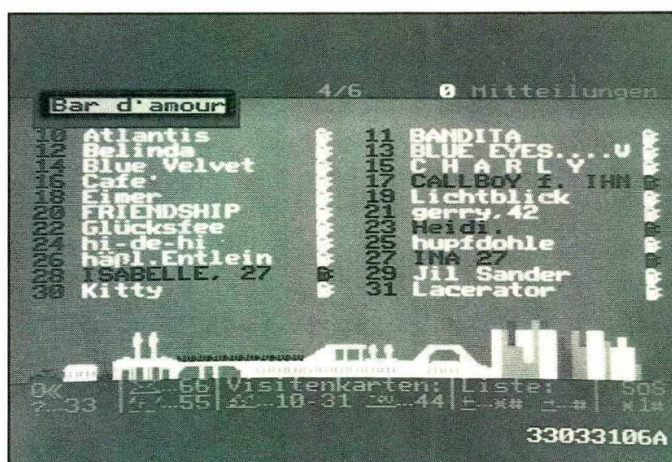 4/6 0 Mitteilungen
Bar d'amour
10 Atlantis 11 BANDITA
12 Belinda 13 BLUE EYES....V
14 Blue Velvet 15 C H A R L Y
16 Cafe' 17 CALLBoY f. IHN
18 Eimer 19 Lichtblick
20 FRIENDSHIP 21 gerry,42
22 Glücksfee 23 Heidi.
24 hi-de-hi 25 hupfdohle
26 häßl.Entlein 27 INA 27
28 ISABELLE, 27 29 Jil Sander
30 Kitty 31 Lacerator
0« ...66 Visitenkarten: Liste: SOS
?..33 ...55 ...10-31 ...44 ←..*# →..# *1#
33033106A